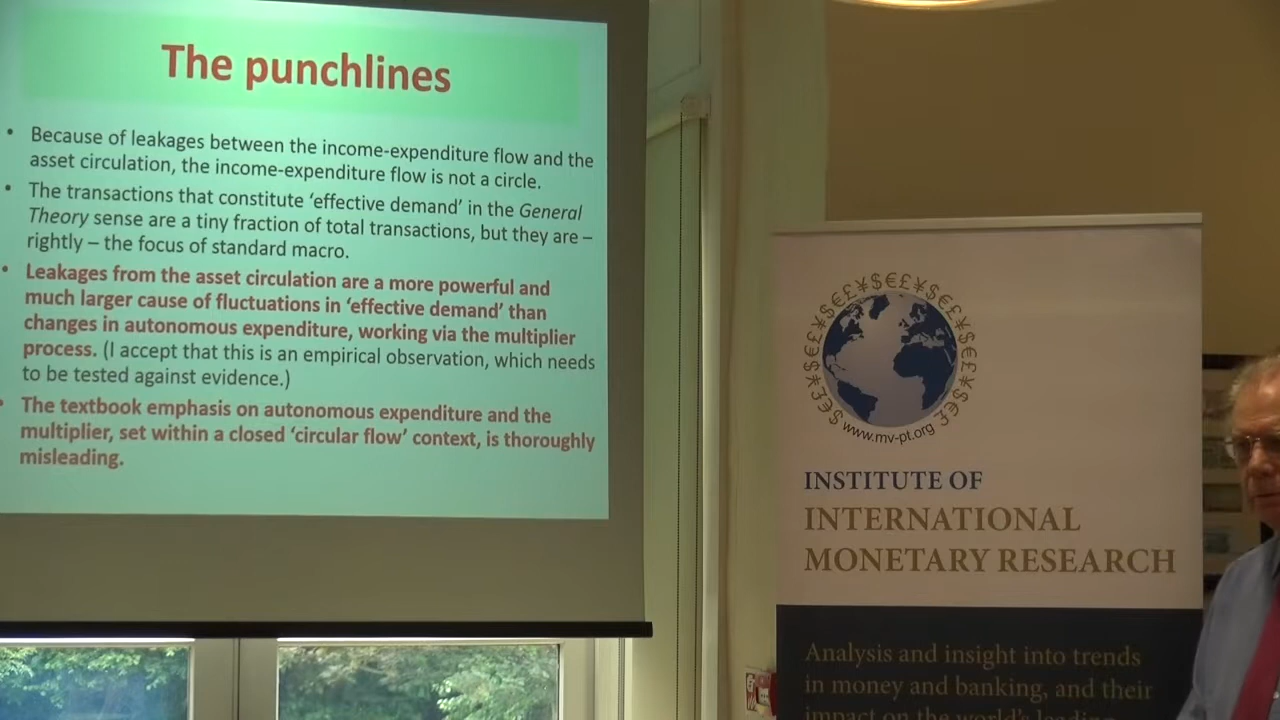 The punchlines
• Because of leakages between the income-expenditure flow and the
asset circulation, the income-expenditure flow is not a circle.
• The transactions that constitute ‘effective demand’ in the General
Theory sense are a tiny fraction of total transactions, but they are –
rightly – the focus of standard macro.
• Leakages from the asset circulation are a more powerful and
much larger cause of fluctuations in ‘effective demand’ than
changes in autonomous expenditure, working via the multiplier
process. (I accept that this is an empirical observation, which needs
to be tested against evidence.)
• The textbook emphasis on autonomous expenditure and the
multiplier, set within a closed ‘circular flow’ context, is thoroughly
misleading.
$€£¥$€£¥$€£¥$€£¥$€£¥$€£¥
www.mv-pt.org
INSTITUTE OF
INTERNATIONAL
MONETARY RESEARCH
Analysis and insight into trends
in money and banking, and their
impact on the world's leading